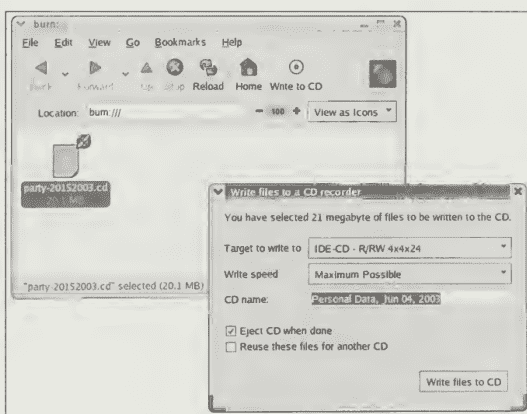 burn:
File Edit View Go Bookmarks Help
Back Forward Up Stop Reload Home Write to CD
Location: burn:/// 100 View as Icons
party-20152003.cd
20.1 MB
"party-20152003.cd" selected (20.1 MB)
Write files to a CD recorder
You have selected 21 megabyte of files to be written to the CD.
Target to write to IDE-CD - R/RW 4x4x24
Write speed Maximum Possible
CD name: Personal Data, Jun 04, 2003
Eject CD when done
Reuse these files for another CD
Write files to CD